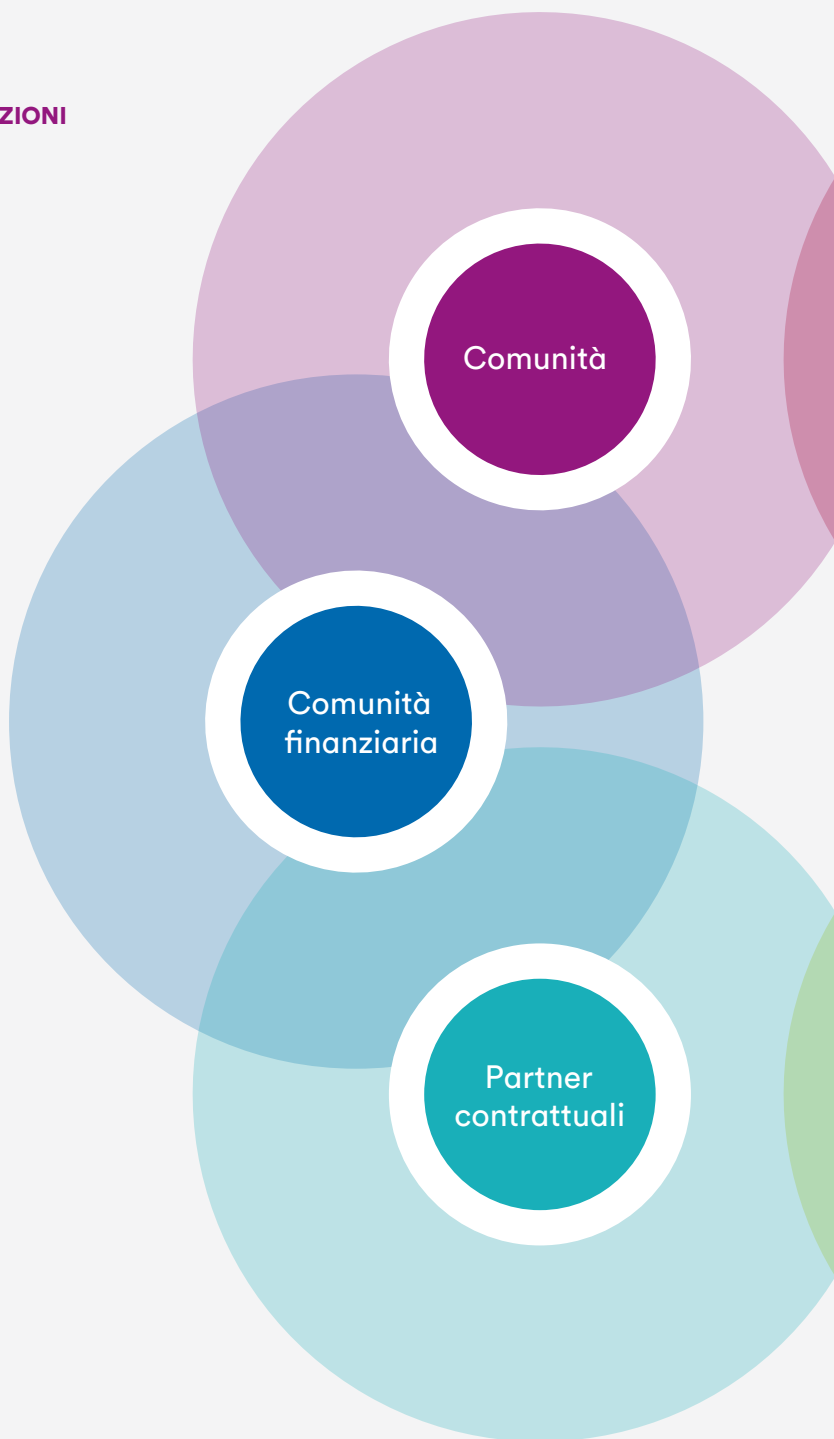 ZIONI
Comunità
Comunità
finanziaria
Partner
contrattuali